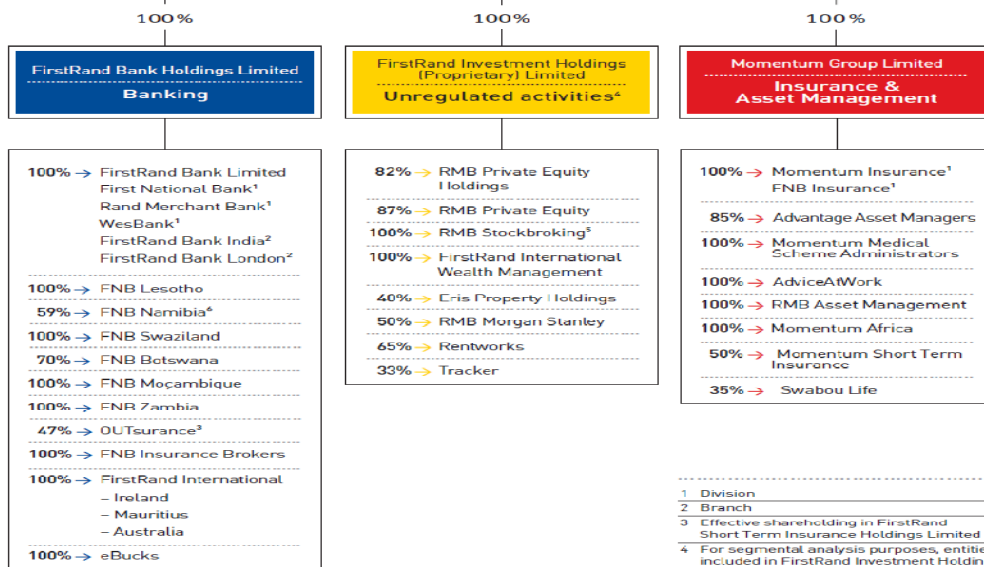 100%
100%
100%
FirstRand Bank Holdings Limited
Banking
FirstRand Investment Holdings
(Proprietary) Limited
Unregulated activities⁴
Momentum Group Limited
Insurance &
Asset Management
100% → FirstRand Bank Limited
First National Bank¹
Rand Merchant Bank¹
WesBank¹
FirstRand Bank India²
FirstRand Bank London²
100% → FNB Lesotho
59% → FNB Namibia⁶
100% → FNB Swaziland
70% → FNB Botswana
100% → FNB Moçambique
100% → FNB Zambia
47% → OUTsurance³
100% → FNB Insurance Brokers
100% → FirstRand International
– Ireland
– Mauritius
– Australia
100% → eBucks
82% → RMB Private Equity
Holdings
87% → RMB Private Equity
100% → RMB Stockbroking⁵
100% → FirstRand International
Wealth Management
40% → Eris Property Holdings
50% → RMB Morgan Stanley
65% → Rentworks
33% → Tracker
100% → Momentum Insurance¹
FNB Insurance¹
85% → Advantage Asset Managers
100% → Momentum Medical
Scheme Administrators
100% → AdviceAtWork
100% → RMB Asset Management
100% → Momentum Africa
50% → Momentum Short Term
Insurance
35% → Swabou Life
1 Division
2 Branch
3 Effective shareholding in FirstRand
Short Term Insurance Holdings Limited
4 For segmental analysis purposes, entitie
included in FirstRand Investment Holdin